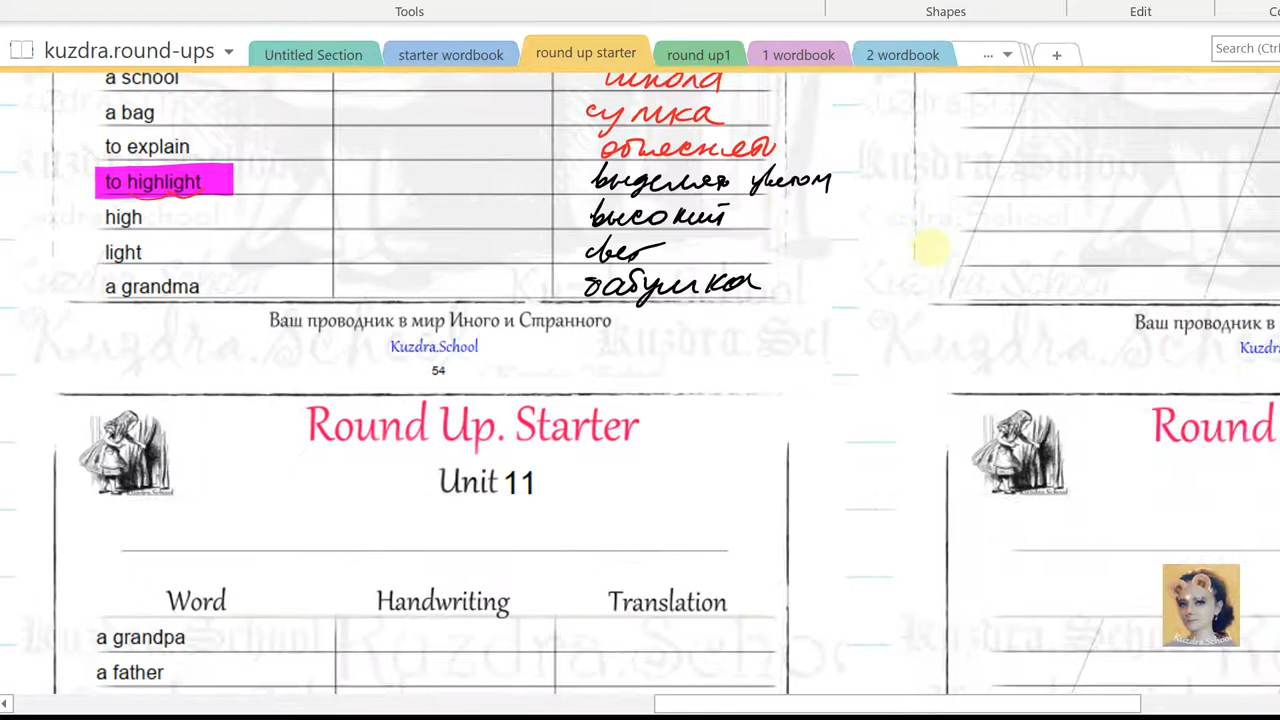 Tools Shapes Edit
kuzdra.round-ups Untitled Section starter wordbook round up starter round up1 1 wordbook 2 wordbook ... + Search (Ctrl
a school школа
a bag сумка
to explain объяснять
to highlight выделять цветом
high высокий
light свет
a grandma бабушка
Ваш проводник в мир Иного и Странного
Kuzdra.School
54
Ваш проводник в
Kuzdra
Round Up. Starter
Unit 11
Word Handwriting Translation
a grandpa
a father
Round
Kuzdra.School